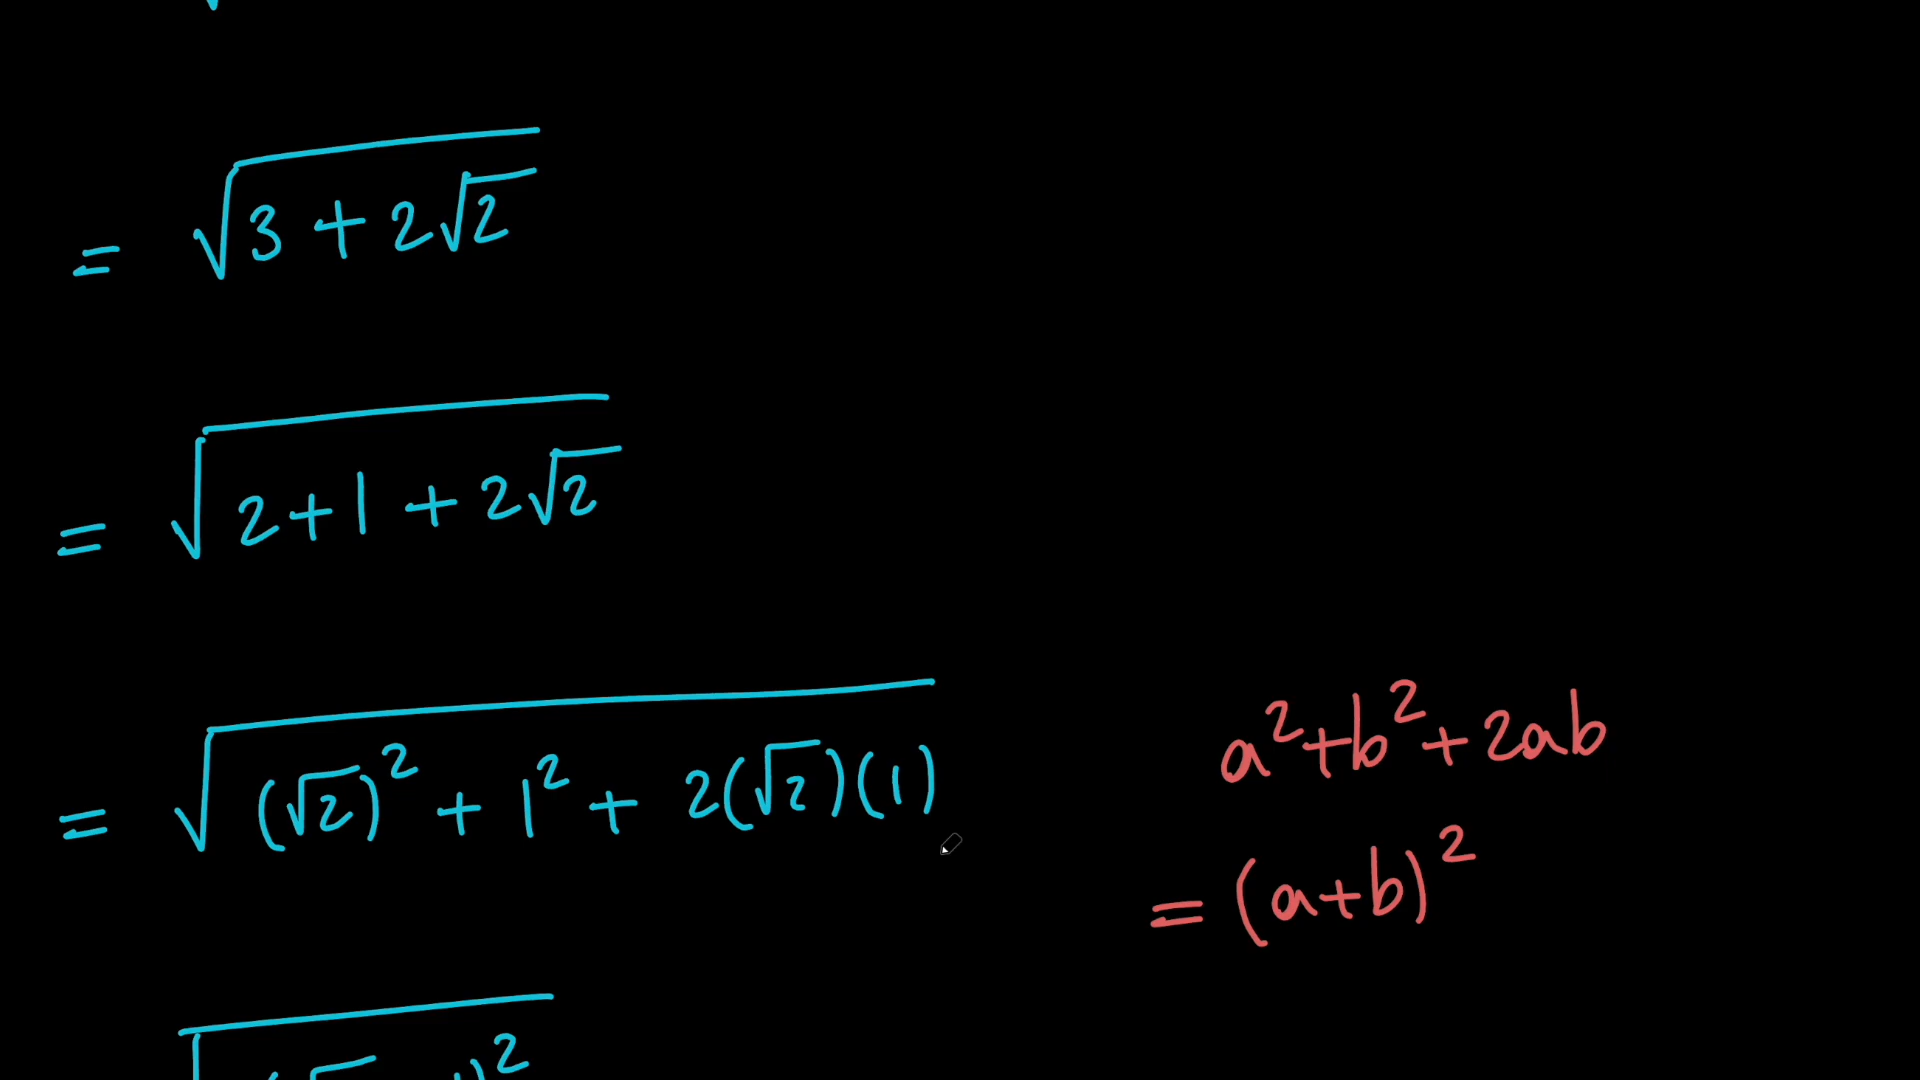 = √(3 + 2√2)
= √(2 + 1 + 2√2)
= √((√2)² + 1² + 2(√2)(1))
a² + b² + 2ab
= (a+b)²